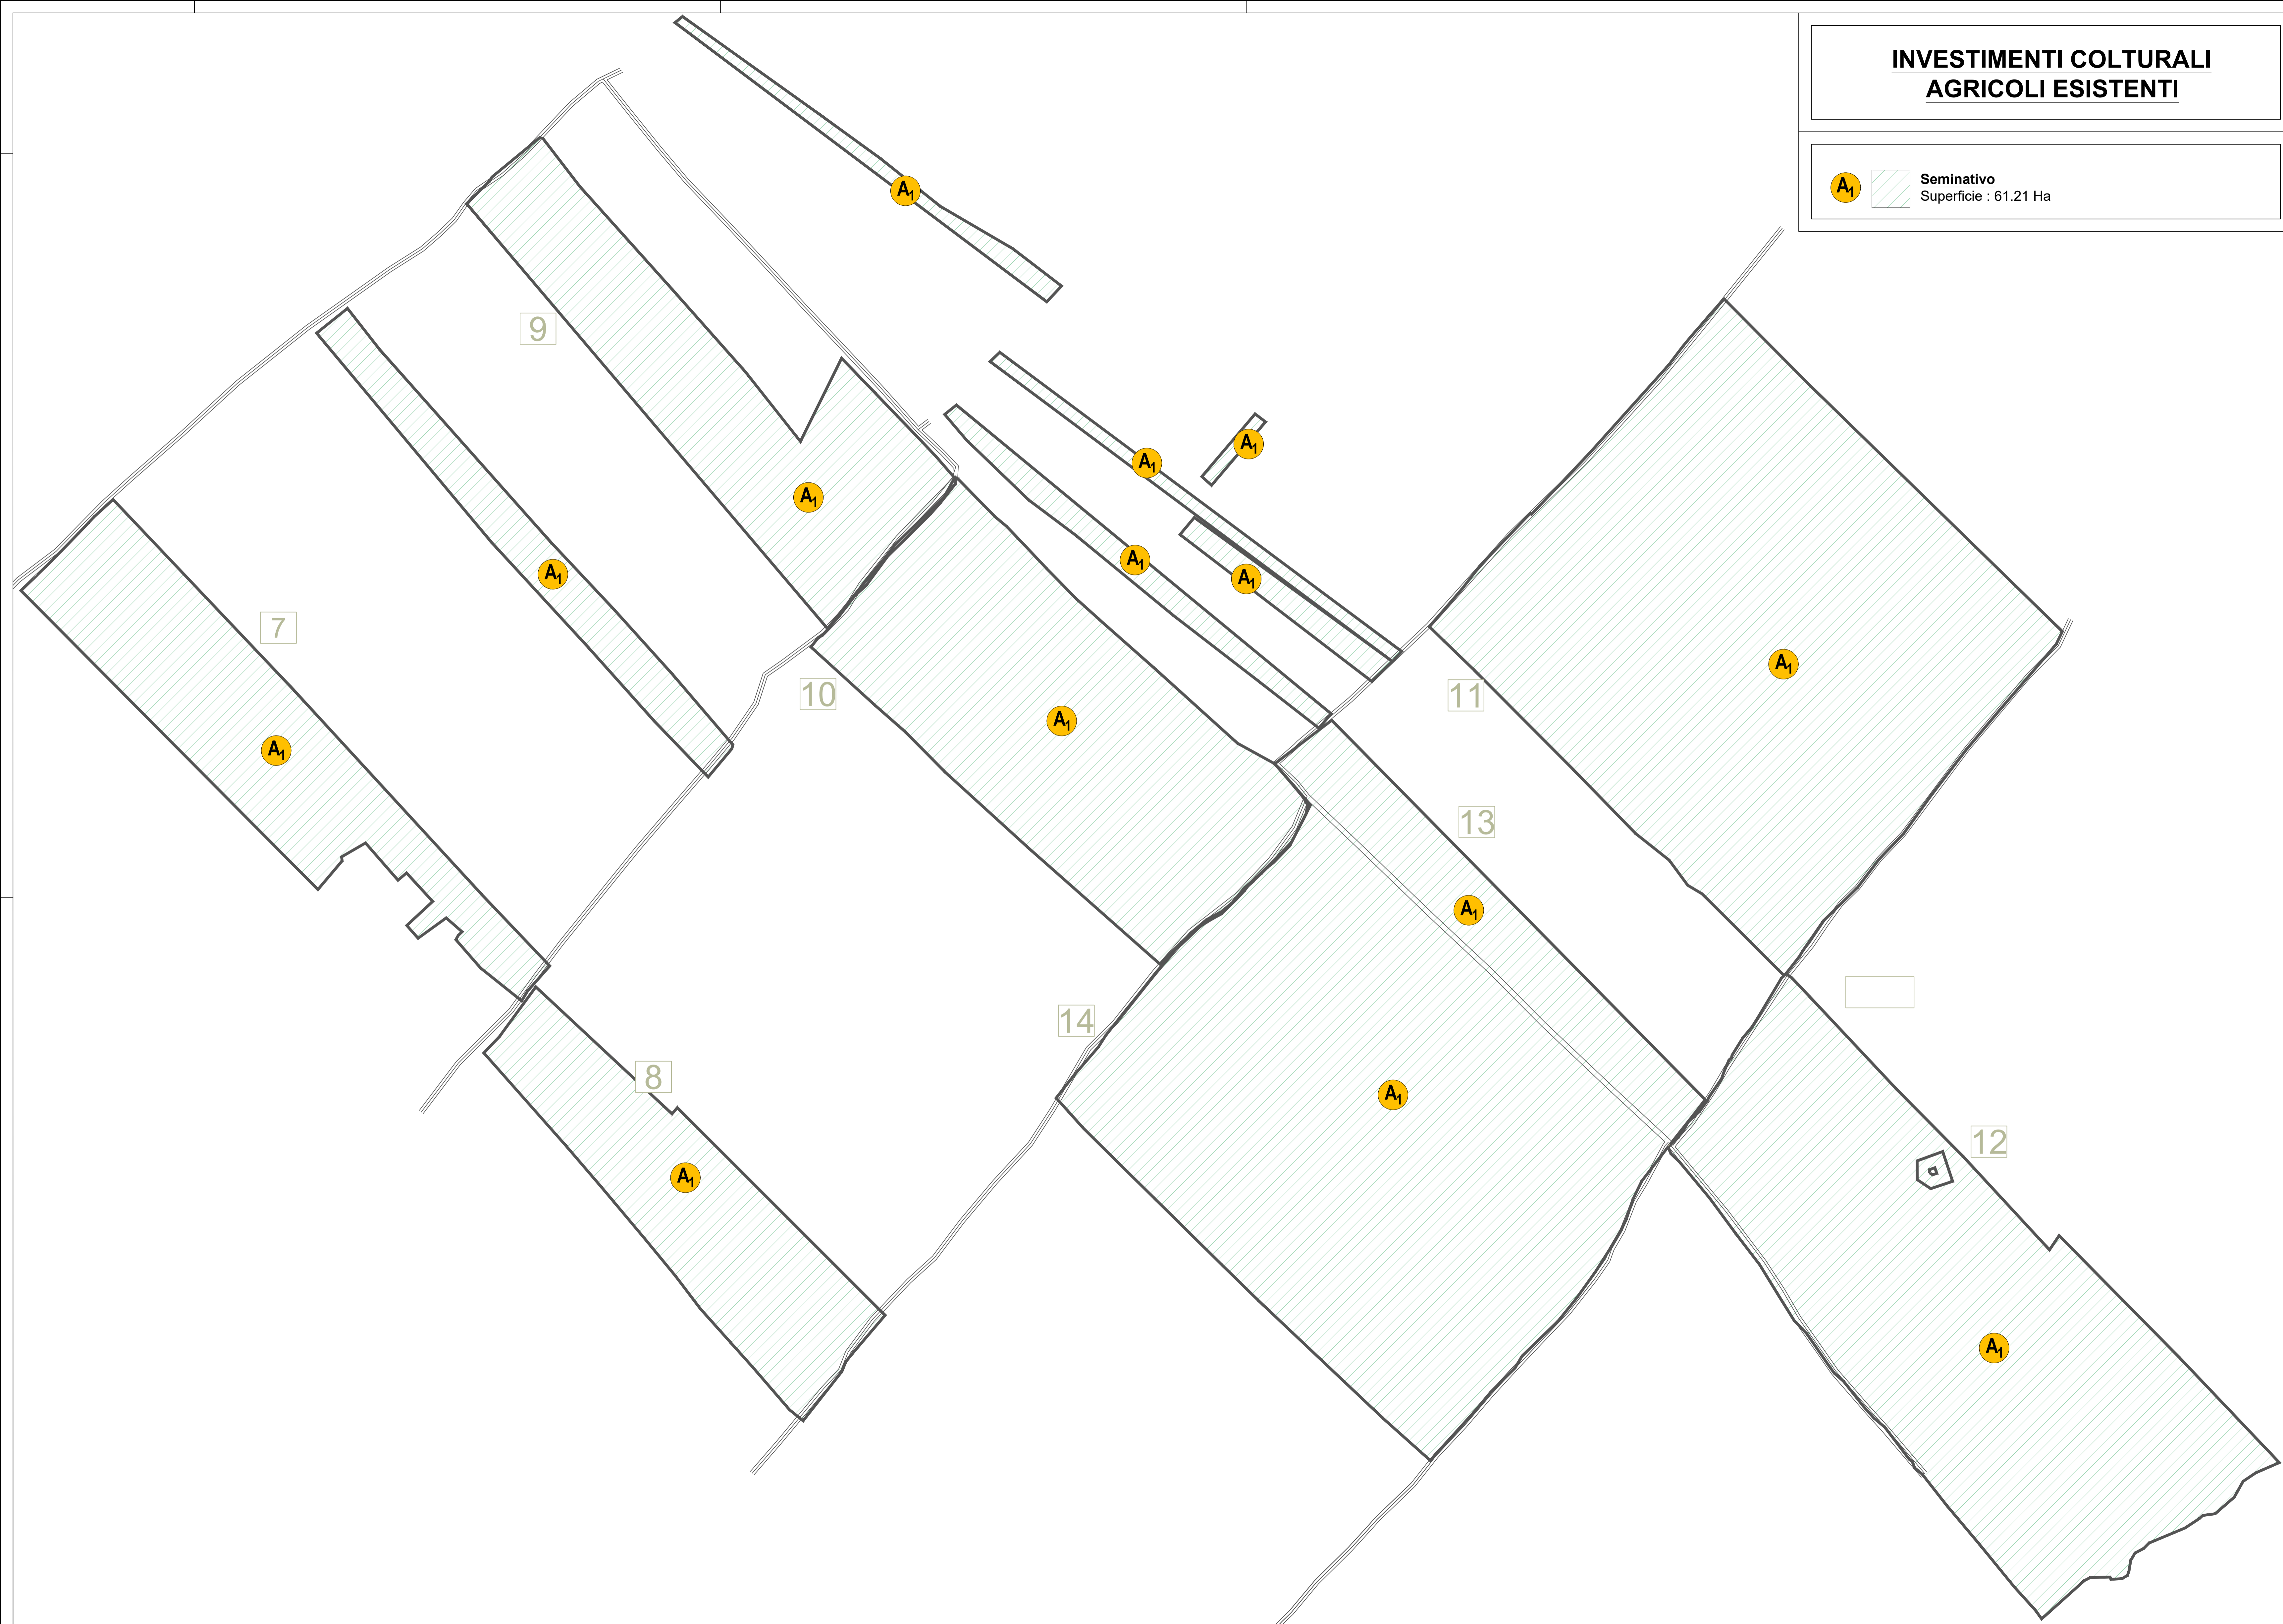 INVESTIMENTI COLTURALI
AGRICOLI ESISTENTI
A1
Seminativo
Superficie : 61.21 Ha
A1
9
A1
A1
A1
A1
A1
A1
7
A1
10
11
A1
A1
A1
13
A1
14
8
12
A1
A1
A1